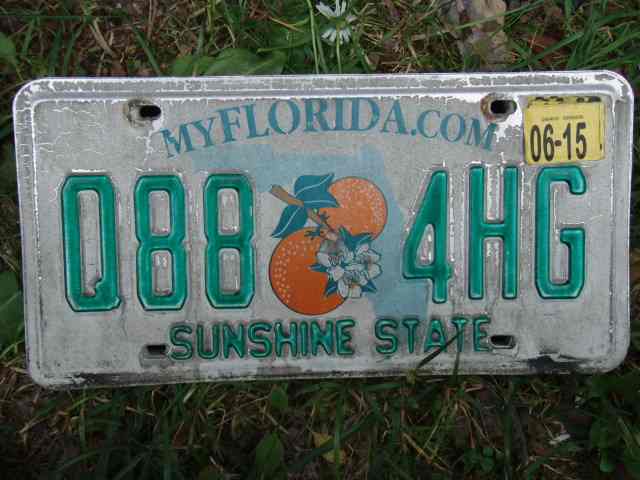 MYFLORIDA.COM
06-15
Q88 4HG
SUNSHINE STATE